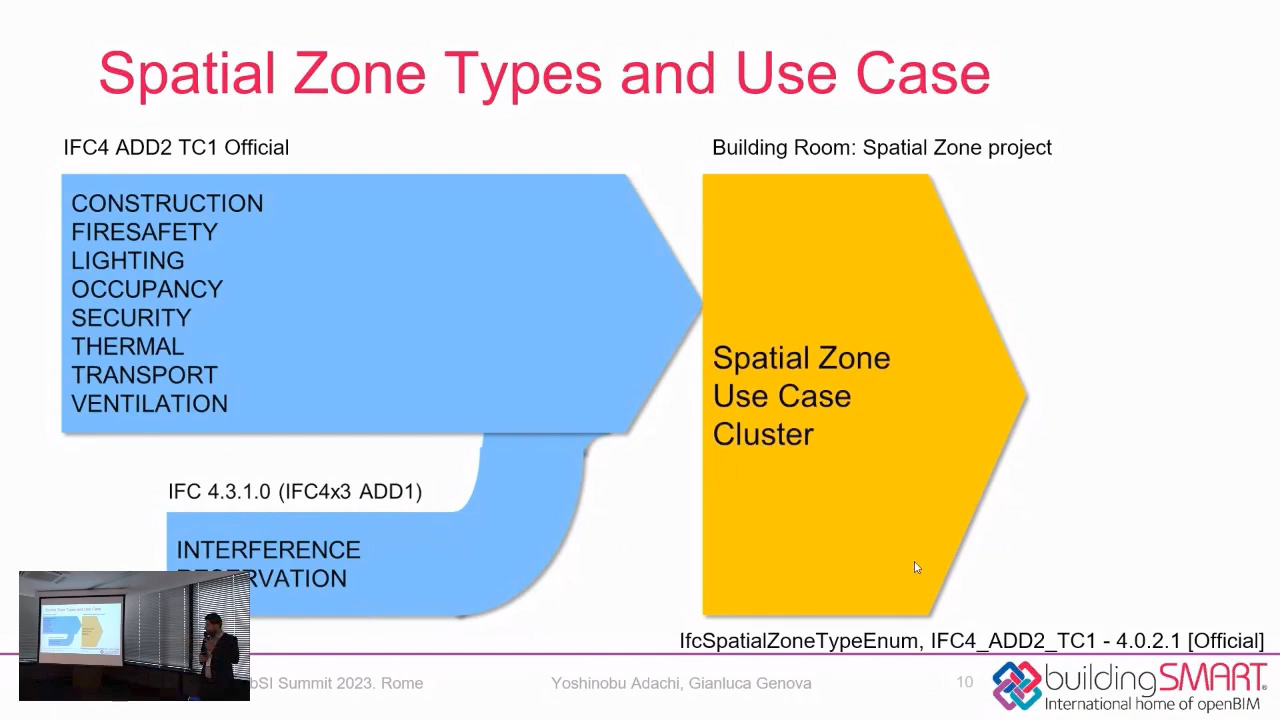 Spatial Zone Types and Use Case
IFC4 ADD2 TC1 Official
Building Room: Spatial Zone project
CONSTRUCTION
FIRESAFETY
LIGHTING
OCCUPANCY
SECURITY
THERMAL
TRANSPORT
VENTILATION
Spatial Zone
Use Case
Cluster
IFC 4.3.1.0 (IFC4x3 ADD1)
INTERFERENCE
RESERVATION
IfcSpatialZoneTypeEnum, IFC4_ADD2_TC1 - 4.0.2.1 [Official]
bSI Summit 2023. Rome
Yoshinobu Adachi, Gianluca Genova
10
buildingSMART®
International home of openBIM